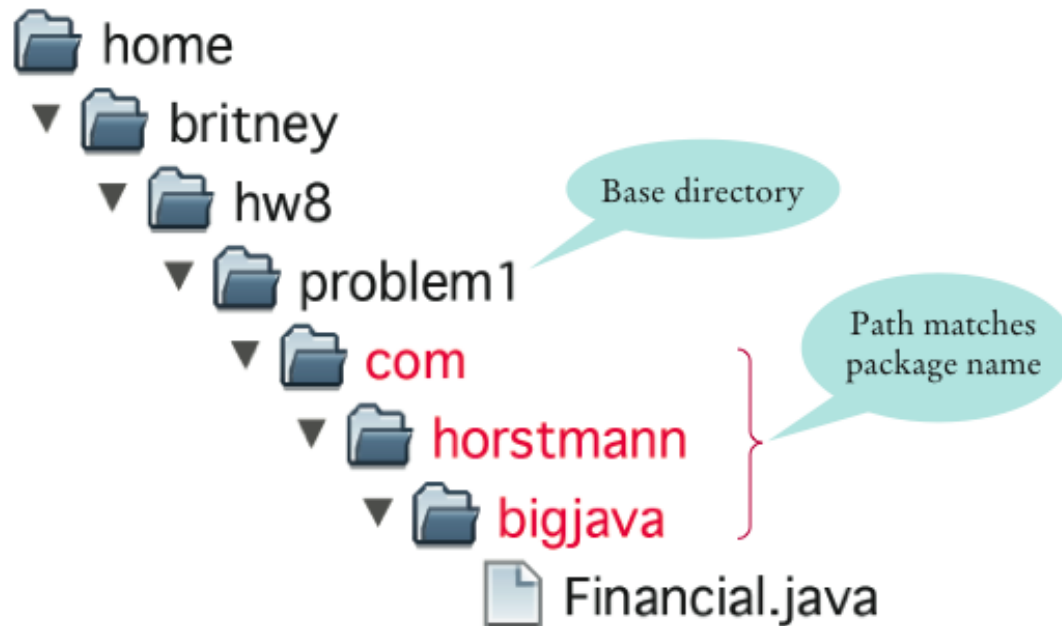 home
britney
hw8
Base directory
problem1
Path matches
package name
com
horstmann
bigjava
Financial.java